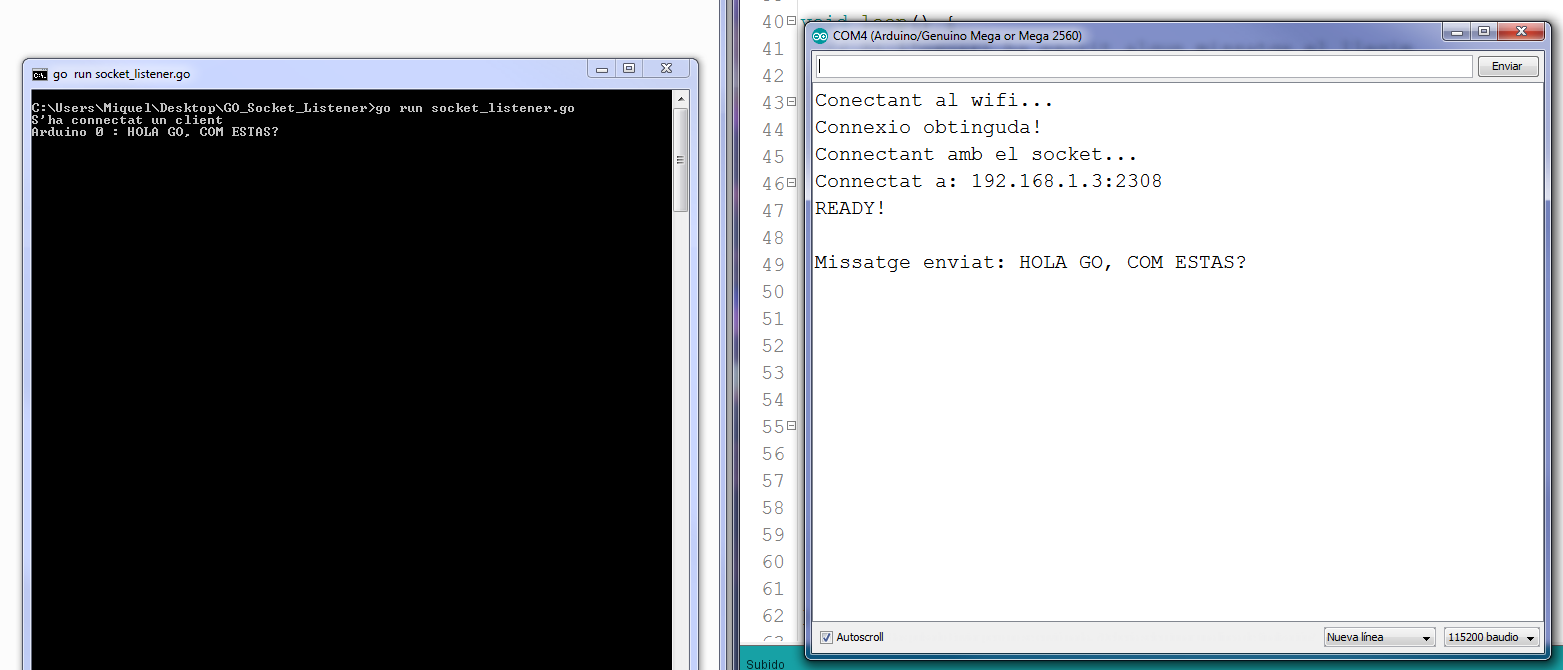 go  run socket_listener.go
C:\Users\Miquel\Desktop\GO_Socket_Listener>go run socket_listener.go
S'ha connectat un client
Arduino 0 : HOLA GO, COM ESTAS?
40
41
42
43
44
45
46
47
48
49
50
51
52
53
54
55
56
57
58
59
60
61
62
void loop() {
COM4 (Arduino/Genuino Mega or Mega 2560)
Enviar
Conectant al wifi...
Connexio obtinguda!
Connectant amb el socket...
Connectat a: 192.168.1.3:2308
READY!
Missatge enviat: HOLA GO, COM ESTAS?
Autoscroll
Nueva línea
115200 baudio
Subido